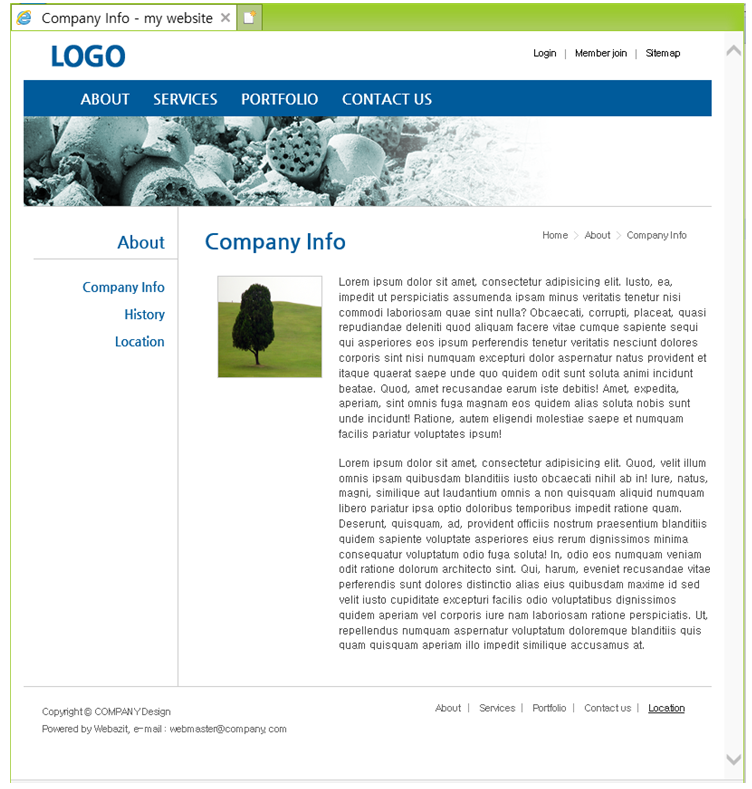 Company Info - my website
LOGO
Login | Member join | Sitemap
ABOUT SERVICES PORTFOLIO CONTACT US
About
Company Info
History
Location
Company Info
Home > About > Company Info
Lorem ipsum dolor sit amet, consectetur adipisicing elit. Iusto, ea,
impedit ut perspiciatis assumenda ipsam minus veritatis tenetur nisi
commodi laboriosam quae sint nulla? Obcaecati, corrupti, placeat, quasi
repudiandae deleniti quod aliquam facere vitae cumque sapiente sequi
qui asperiores eos ipsum perferendis tenetur veritatis nesciunt dolores
corporis sint nisi numquam excepturi dolor aspernatur natus provident et
itaque quaerat saepe unde quo quidem odit sunt soluta animi incidunt
beatae. Quod, amet recusandae earum iste debitis! Amet, expedita,
aperiam, sint omnis fuga magnam eos quidem alias soluta nobis sunt
unde incidunt! Ratione, autem eligendi molestiae saepe et numquam
facilis pariatur voluptates ipsum!
Lorem ipsum dolor sit amet, consectetur adipisicing elit. Quod, velit illum
omnis ipsam quibusdam blanditiis iusto obcaecati nihil ab in! Iure, natus,
magni, similique aut laudantium omnis a non quisquam aliquid numquam
libero pariatur ipsa optio doloribus temporibus impedit ratione quam.
Deserunt, quisquam, ad, provident officiis nostrum praesentium blanditiis
quidem sapiente voluptate asperiores eius rerum dignissimos minima
consequatur voluptatum odio fuga soluta! In, odio eos numquam veniam
odit ratione dolorum architecto sint. Qui, harum, eveniet recusandae vitae
perferendis sunt dolores distinctio alias eius quibusdam maxime id sed
velit iusto cupiditate excepturi facilis odio voluptatibus dignissimos
quidem aperiam vel corporis iure nam laboriosam ratione perspiciatis. Ut,
repellendus numquam aspernatur voluptatum doloremque blanditiis quis
quam quisquam aperiam illo impedit similique accusamus at.
Copyright © COMPANY Design
Powered by Webazit, e-mail : webmaster@company.com
About | Services | Portfolio | Contact us | Location